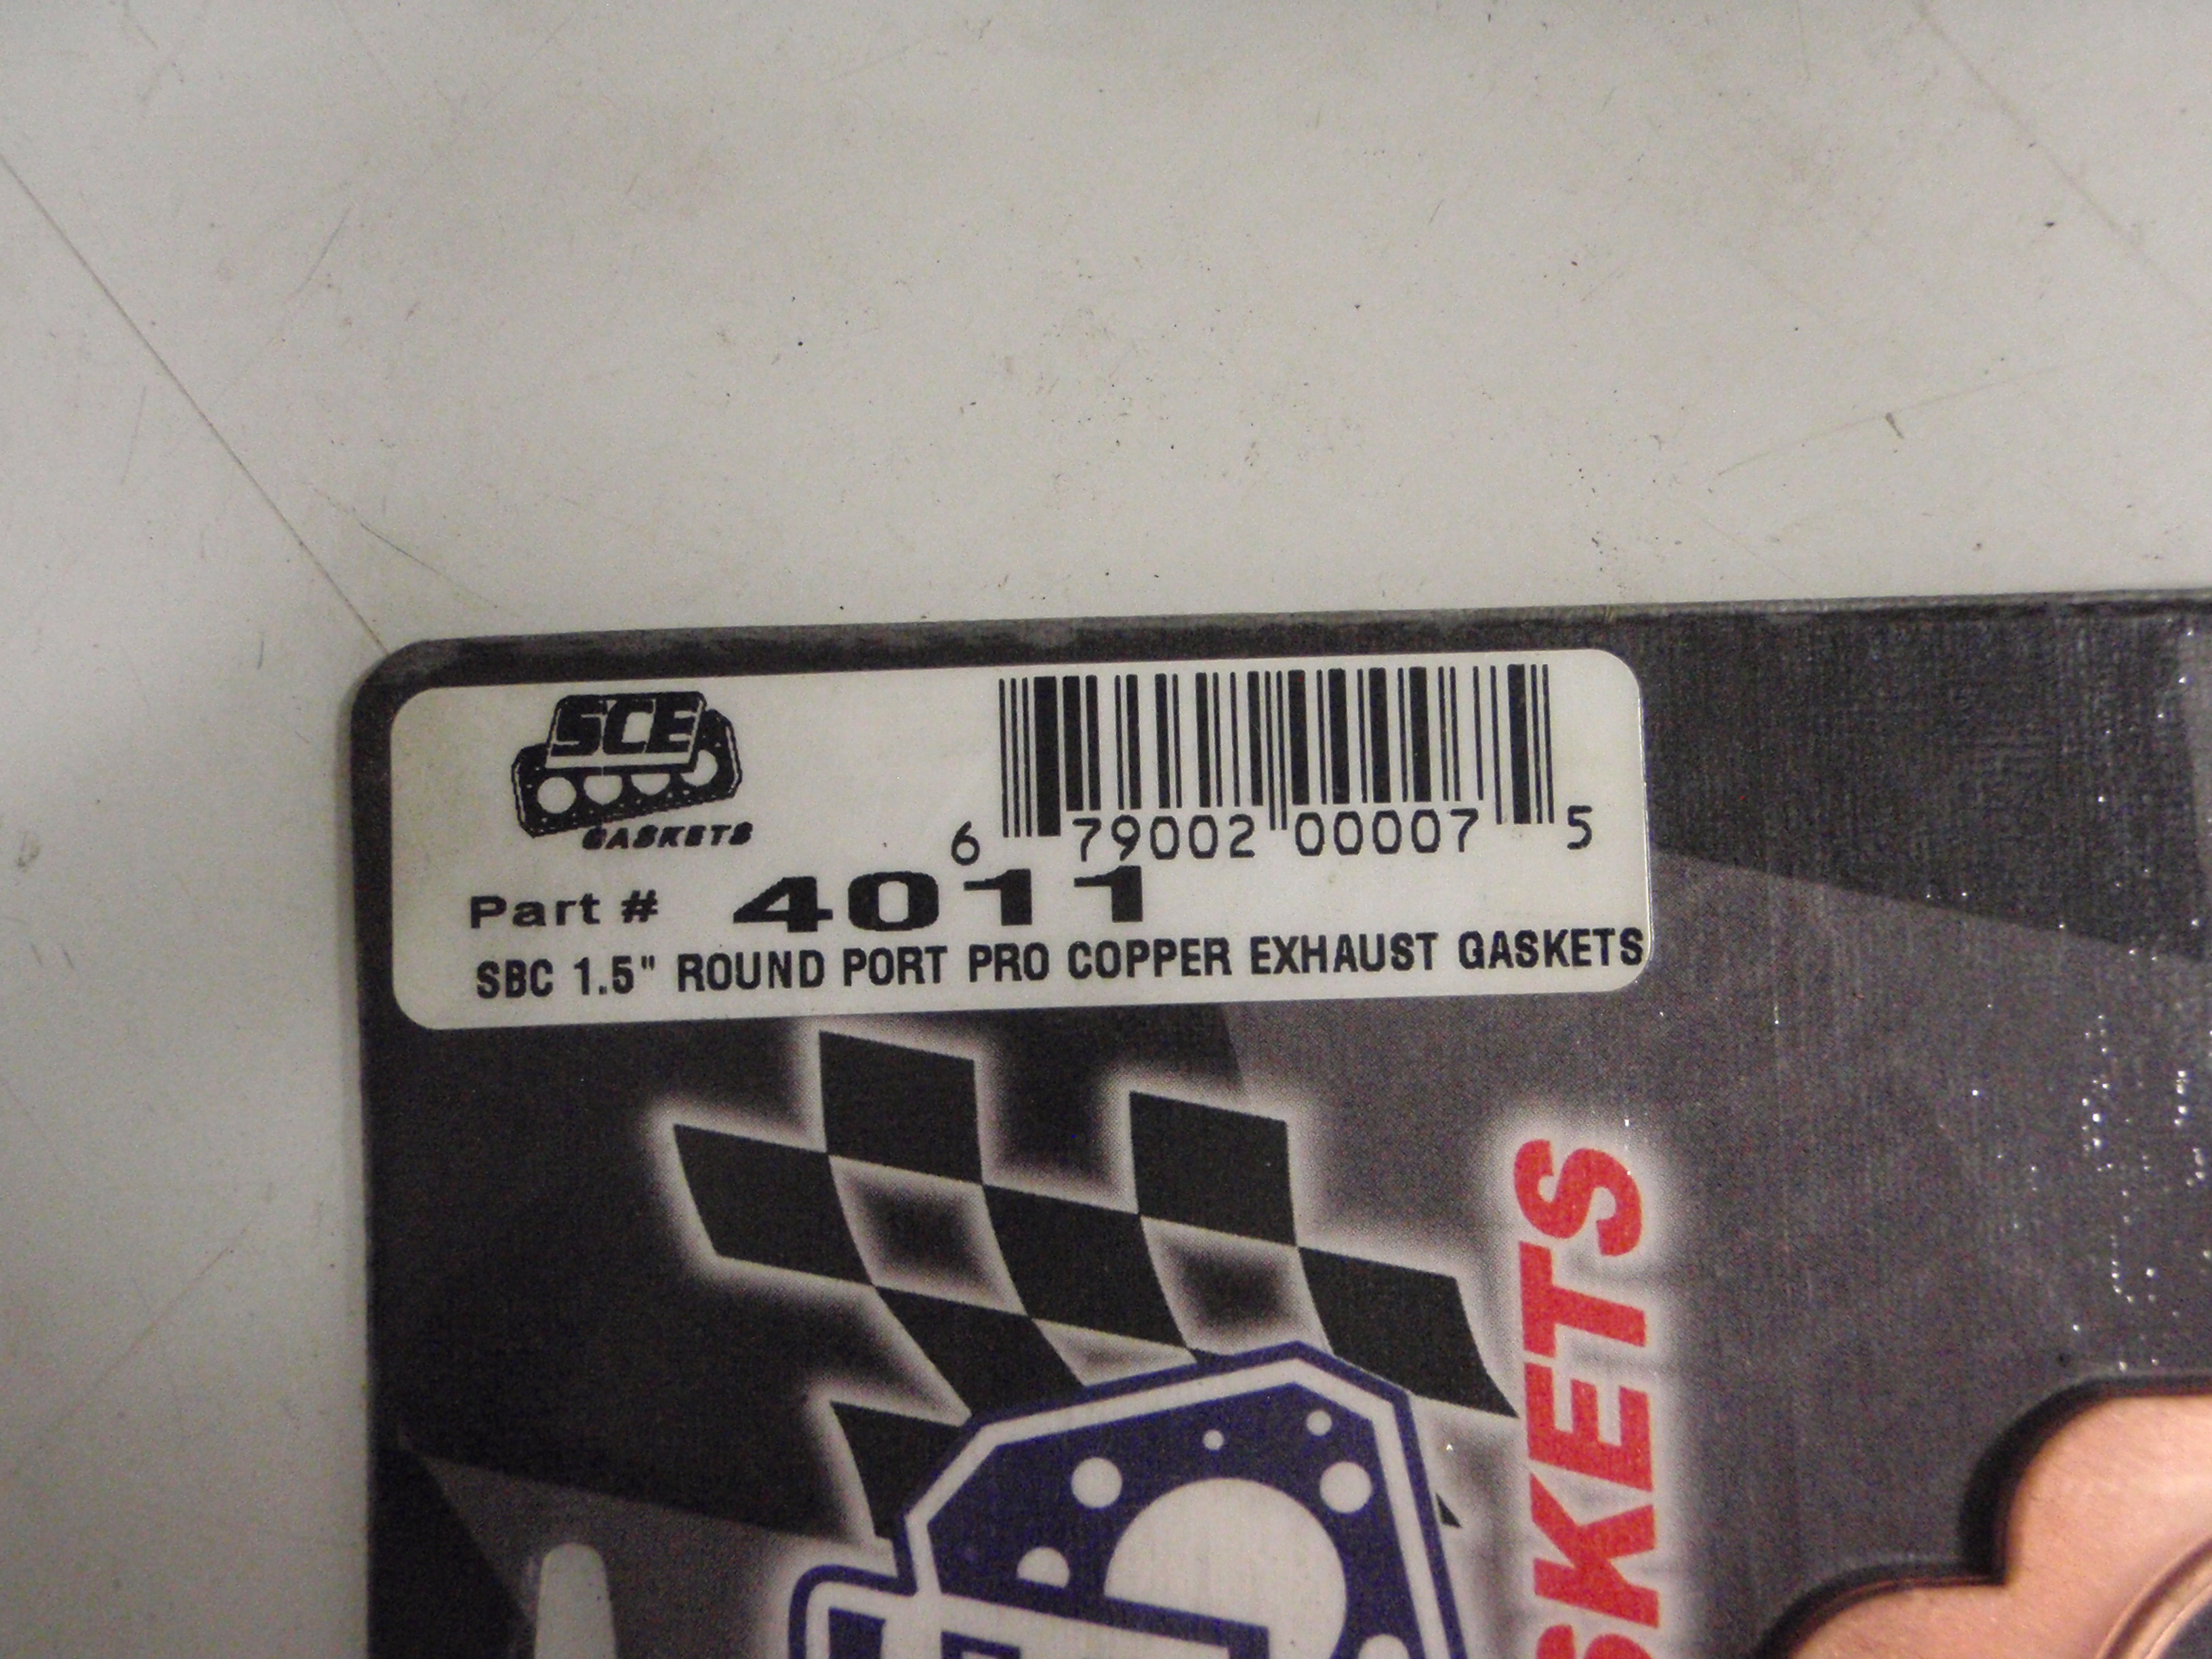 SCE
GASKETS
6 79002 00007 5
Part # 4011
SBC 1.5" ROUND PORT PRO COPPER EXHAUST GASKETS
SKETS